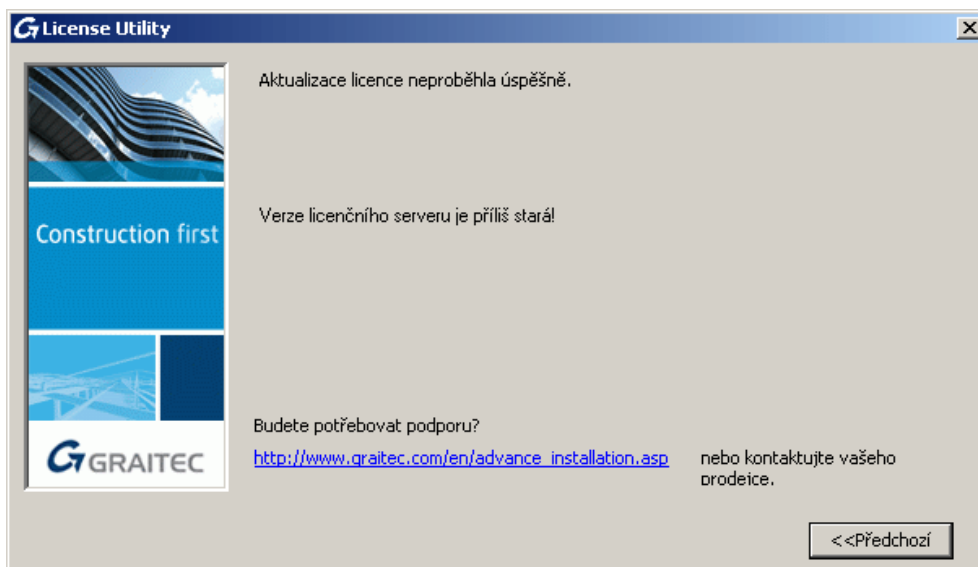 License Utility
Aktualizace licence neproběhla úspěšně.
Verze licenčního serveru je příliš stará!
Construction first
Budete potřebovat podporu?
http://www.graitec.com/en/advance_installation.asp nebo kontaktujte vašeho
prodejce.
GRAITEC
<<Předchozí